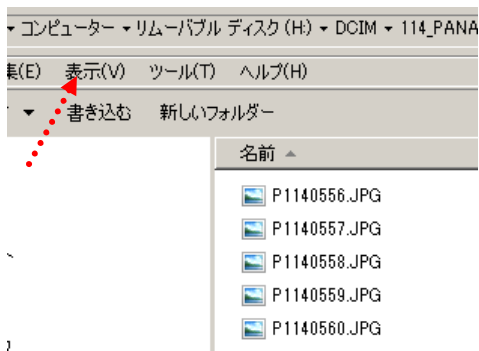 コンピューター ▾ リムーバブル ディスク (H:) ▾ DCIM ▾ 114_PANA
集(E) 表示(V) ツール(T) ヘルプ(H)
書き込む 新しいフォルダー
名前
P1140556.JPG
P1140557.JPG
P1140558.JPG
P1140559.JPG
P1140560.JPG